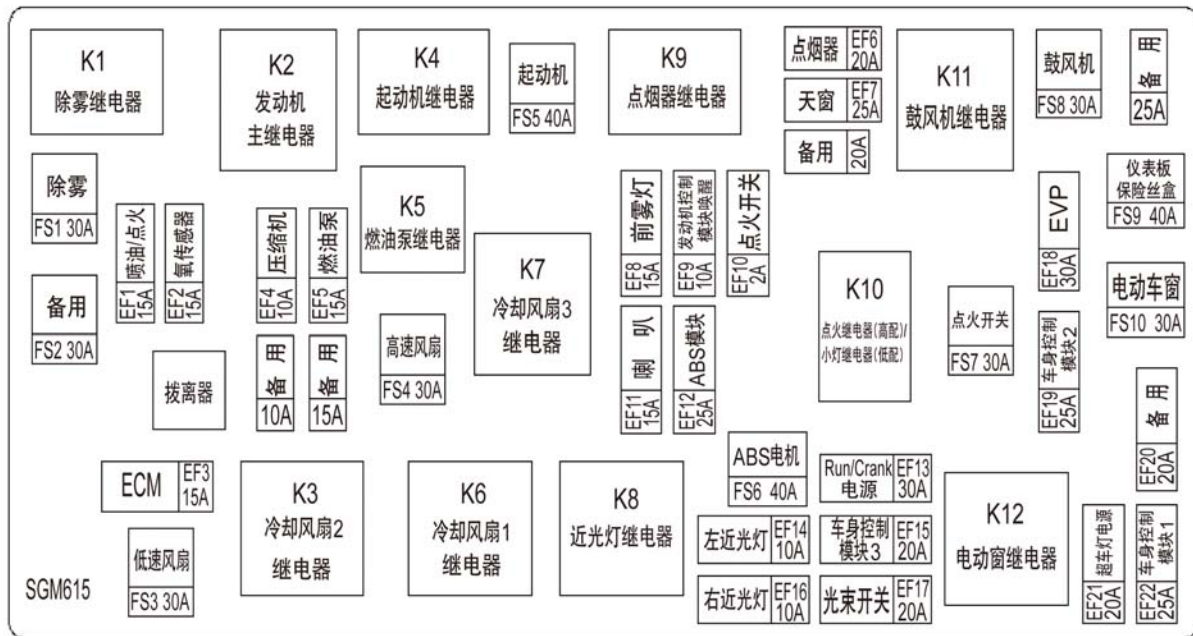 K1
除雾继电器
K2
发动机
主继电器
K4
起动机继电器
起动机
FS5 40A
K9
点烟器继电器
点烟器
EF6
20A
天窗
EF7
25A
备用
20A
K11
鼓风机继电器
鼓风机
FS8 30A
备用
25A
除雾
FS1 30A
喷油/点火
EF1
15A
氧传感器
EF2
15A
压缩机
EF4
10A
燃油泵
EF5
15A
K5
燃油泵继电器
K7
冷却风扇3
继电器
前雾灯
EF8
15A
发动机控制
模块唤醒
EF9
10A
点火开关
EF10
2A
K10
点火继电器(高配)/
小灯继电器(低配)
点火开关
FS7 30A
EVP
EF18
30A
仪表板
保险丝盒
FS9 40A
电动车窗
FS10 30A
备用
FS2 30A
拨离器
备用
10A
备用
15A
高速风扇
FS4 30A
喇叭
EF11
15A
ABS模块
EF12
25A
车身控制
模块2
EF19
25A
备用
EF20
20A
ECM
EF3
15A
低速风扇
FS3 30A
K3
冷却风扇2
继电器
K6
冷却风扇1
继电器
K8
近光灯继电器
ABS电机
FS6 40A
Run/Crank
电源
EF13
30A
左近光灯
EF14
10A
车身控制
模块3
EF15
20A
右近光灯
EF16
10A
光束开关
EF17
20A
K12
电动窗继电器
超车灯电源
EF21
20A
车身控制
模块1
EF22
25A
SGM615